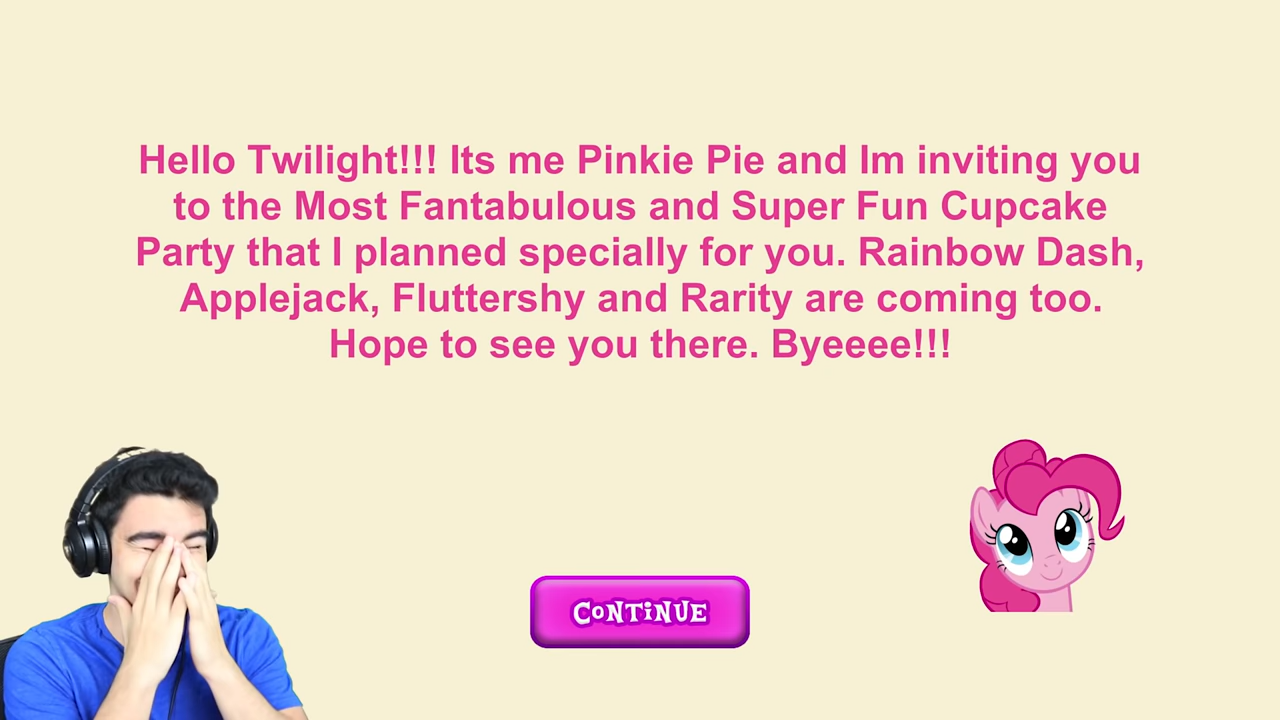 Hello Twilight!!! Its me Pinkie Pie and Im inviting you
to the Most Fantabulous and Super Fun Cupcake
Party that I planned specially for you. Rainbow Dash,
Applejack, Fluttershy and Rarity are coming too.
Hope to see you there. Byeeee!!!
CONTiNUE